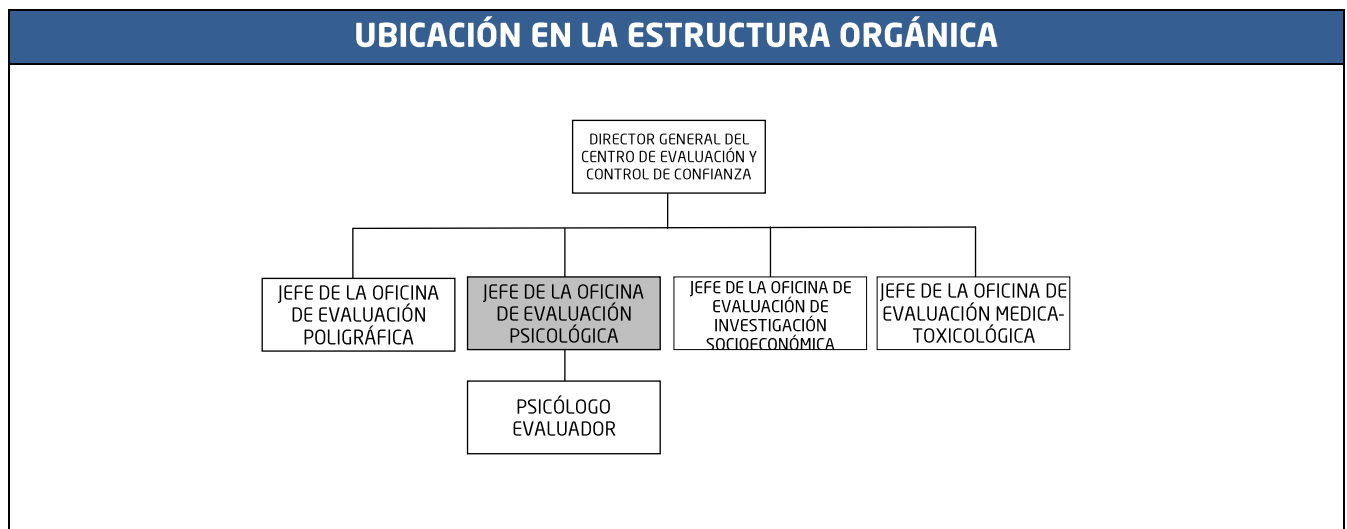 UBICACIÓN EN LA ESTRUCTURA ORGÁNICA
DIRECTOR GENERAL DEL
CENTRO DE EVALUACIÓN Y
CONTROL DE CONFIANZA
JEFE DE LA OFICINA
DE EVALUACIÓN
POLIGRÁFICA
JEFE DE LA OFICINA
DE EVALUACIÓN
PSICOLÓGICA
JEFE DE LA OFICINA DE
EVALUACIÓN DE
INVESTIGACIÓN
SOCIOECONÓMICA
JEFE DE LA OFICINA DE
EVALUACIÓN MEDICA-
TOXICOLÓGICA
PSICÓLOGO
EVALUADOR